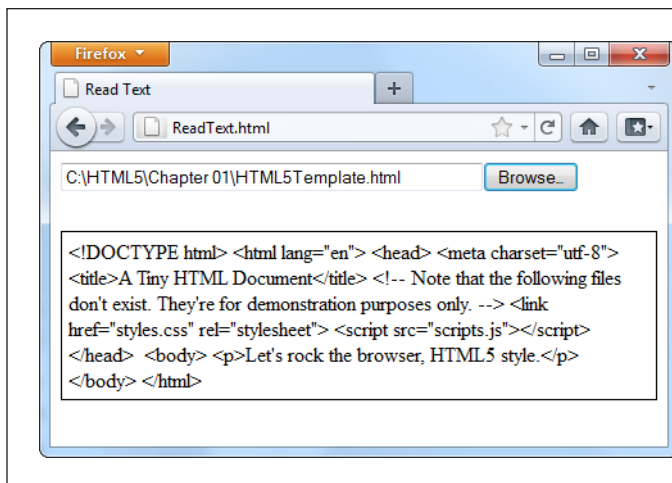 Firefox
Read Text
ReadText.html
C:\HTML5\Chapter 01\HTML5Template.html
Browse...
<!DOCTYPE html> <html lang="en"> <head> <meta charset="utf-8">
<title>A Tiny HTML Document</title> <!-- Note that the following files
don't exist. They're for demonstration purposes only. --> <link
href="styles.css" rel="stylesheet"> <script src="scripts.js"></script>
</head> <body> <p>Let's rock the browser, HTML5 style.</p>
</body> </html>